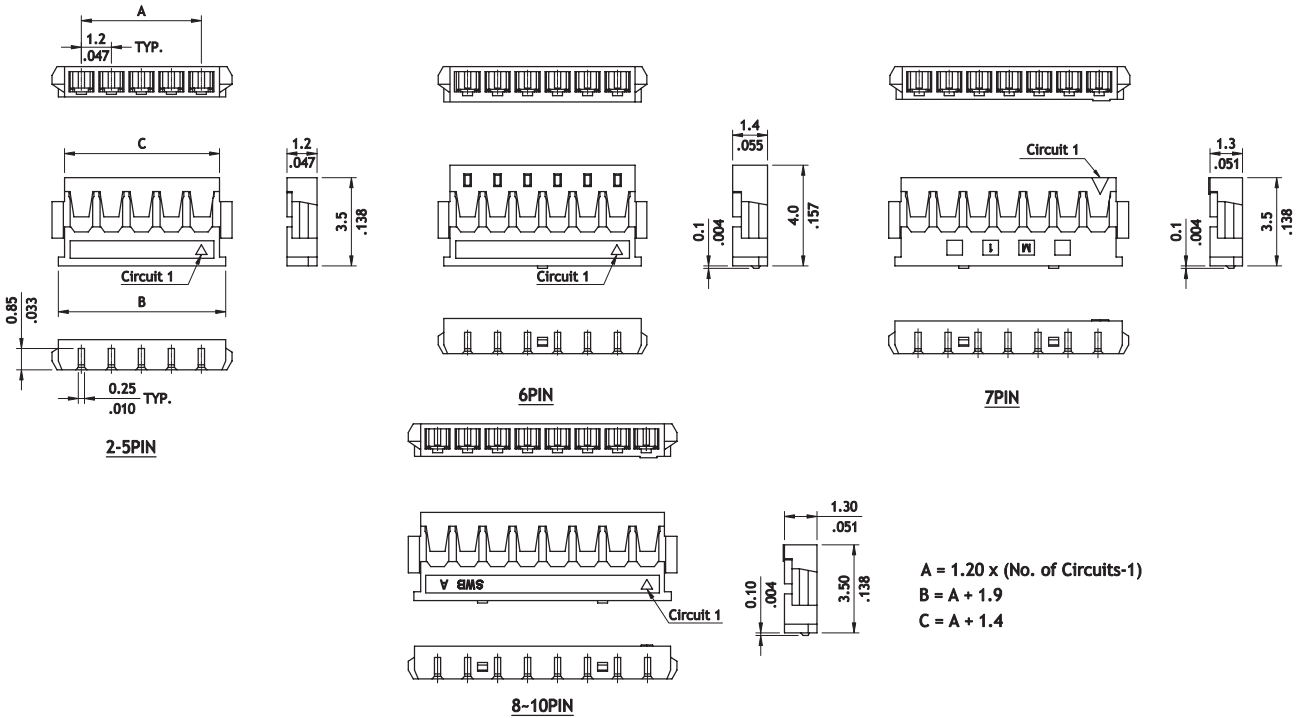 A
1.2
.047
TYP.
C
1.2
.047
3.5
.138
Circuit 1
B
0.85
.033
0.25
.010
TYP.
2-5PIN
1.4
.055
4.0
.157
0.1
.004
Circuit 1
6PIN
Circuit 1
1 M
1.3
.051
3.5
.138
0.1
.004
7PIN
SWB A
Circuit 1
1.30
.051
3.50
.138
0.10
.004
8~10PIN
A = 1.20 x (No. of Circuits-1)
B = A + 1.9
C = A + 1.4